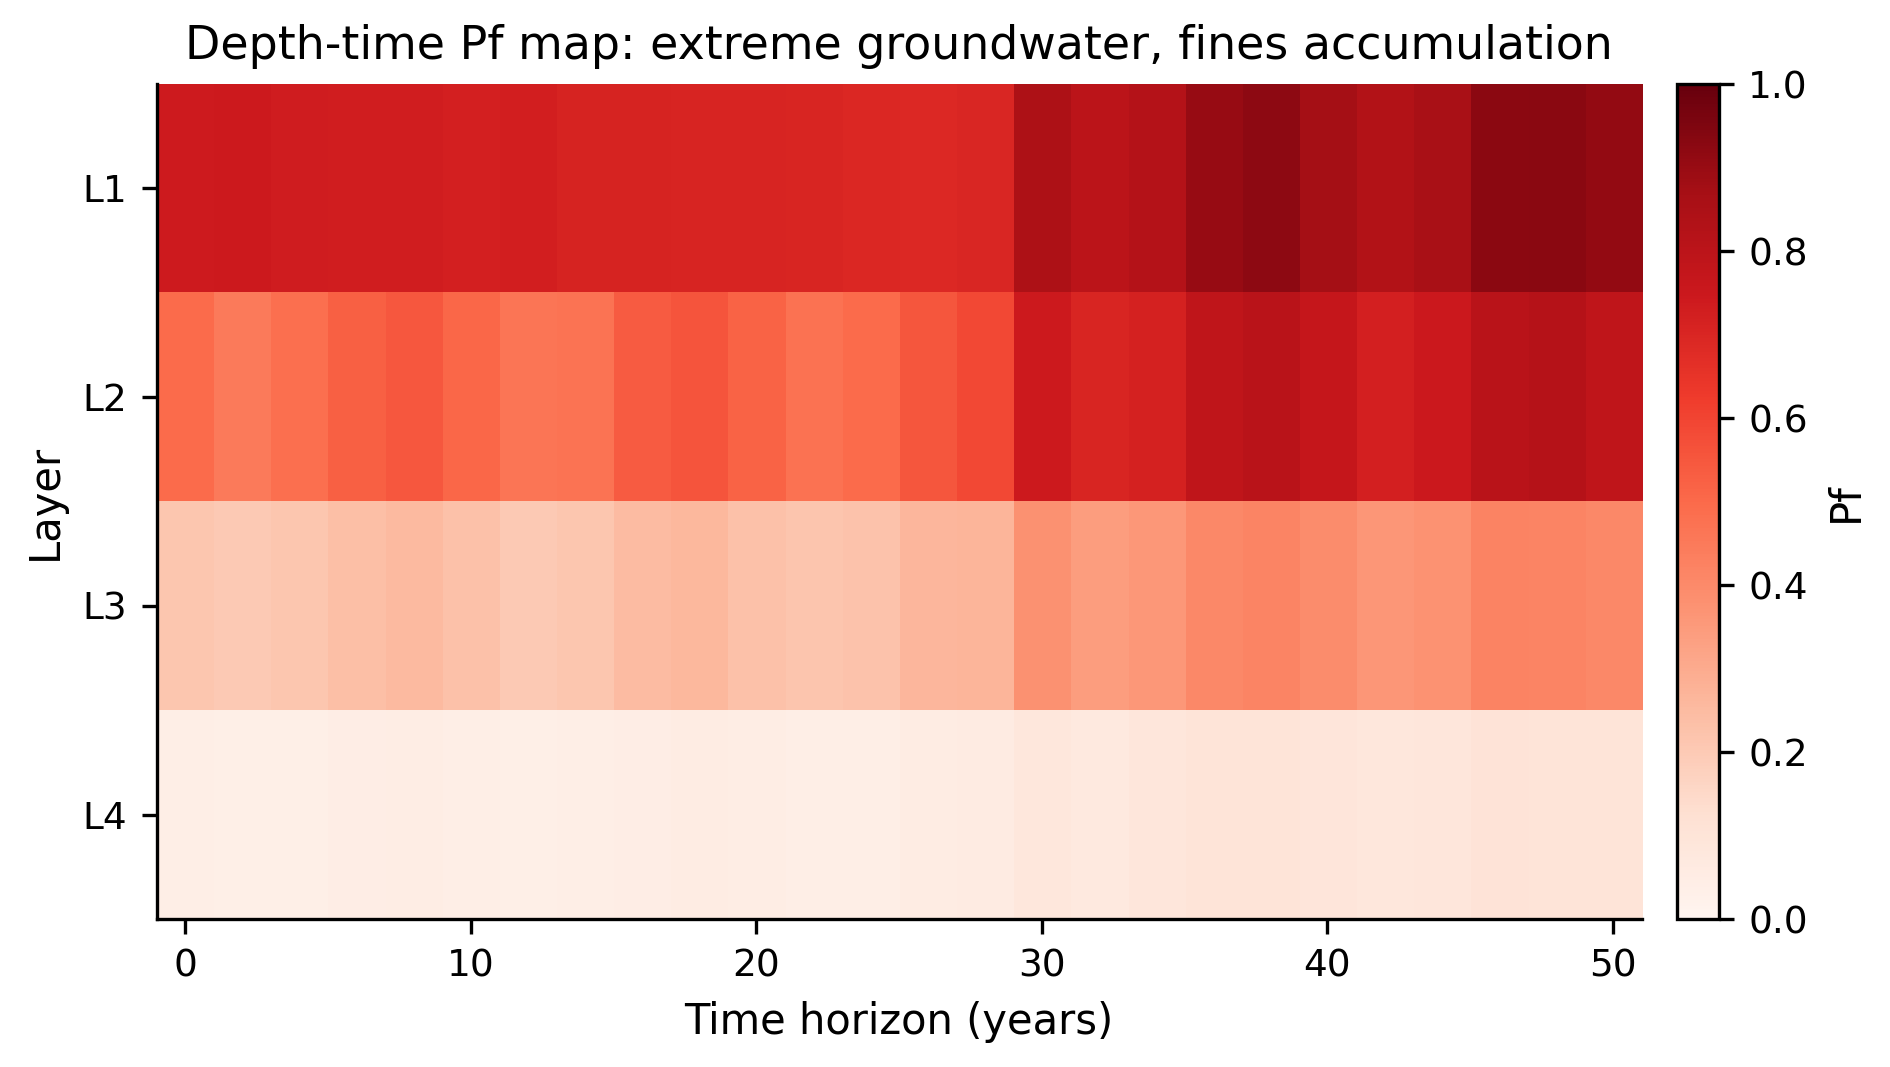 Depth-time Pf map: extreme groundwater, fines accumulation
Layer
L1
L2
L3
L4
0 10 20 30 40 50
Time horizon (years)
1.0
0.8
0.6
0.4
0.2
0.0
Pf